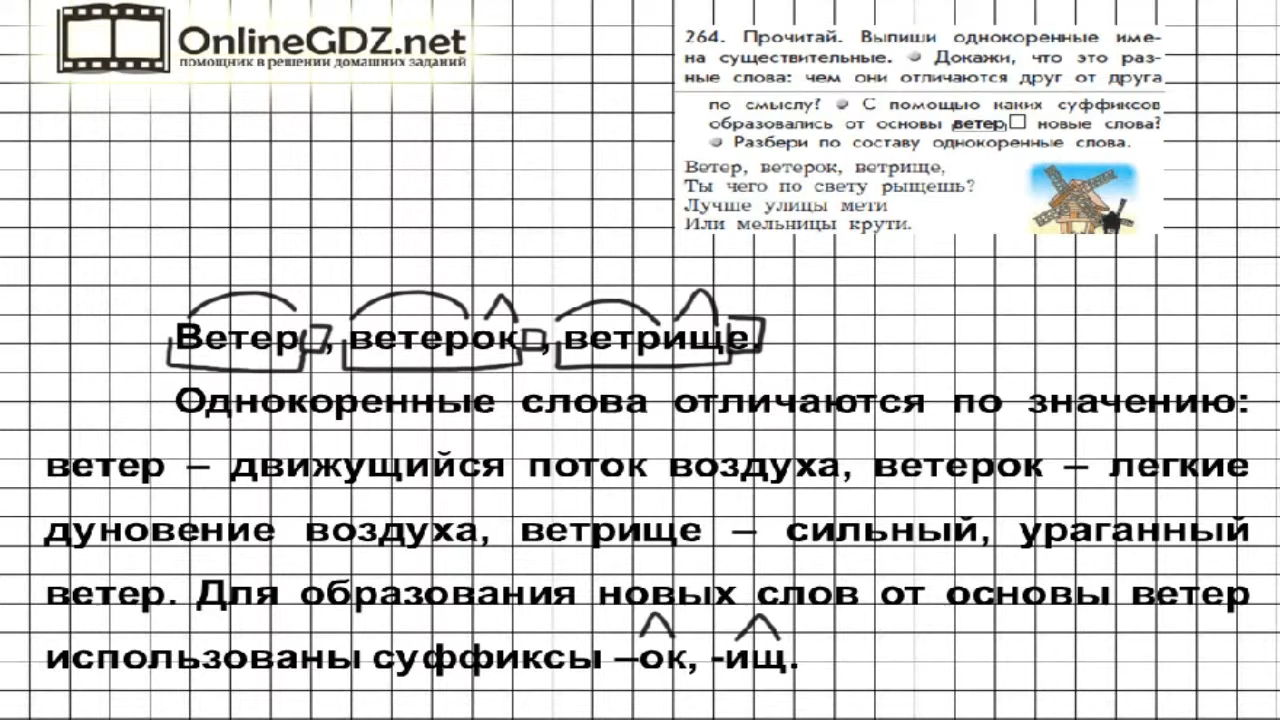 OnlineGDZ.net
помощник в решении домашних заданий
264. Прочитай. Выпиши однокоренные име-
на существительные. Докажи, что это раз-
ные слова: чем они отличаются друг от друга
по смыслу? С помощью каких суффиксов
образовались от основы ветер новые слова?
Разбери по составу однокоренные слова.
Ветер, ветерок, ветрище,
Ты чего по свету рыщешь?
Лучше улицы мети
Или мельницы крути.
Ветер, ветерок, ветрище.
Однокоренные слова отличаются по значению:
ветер – движущийся поток воздуха, ветерок – легкие
дуновение воздуха, ветрище – сильный, ураганный
ветер. Для образования новых слов от основы ветер
использованы суффиксы –ок, -ищ.